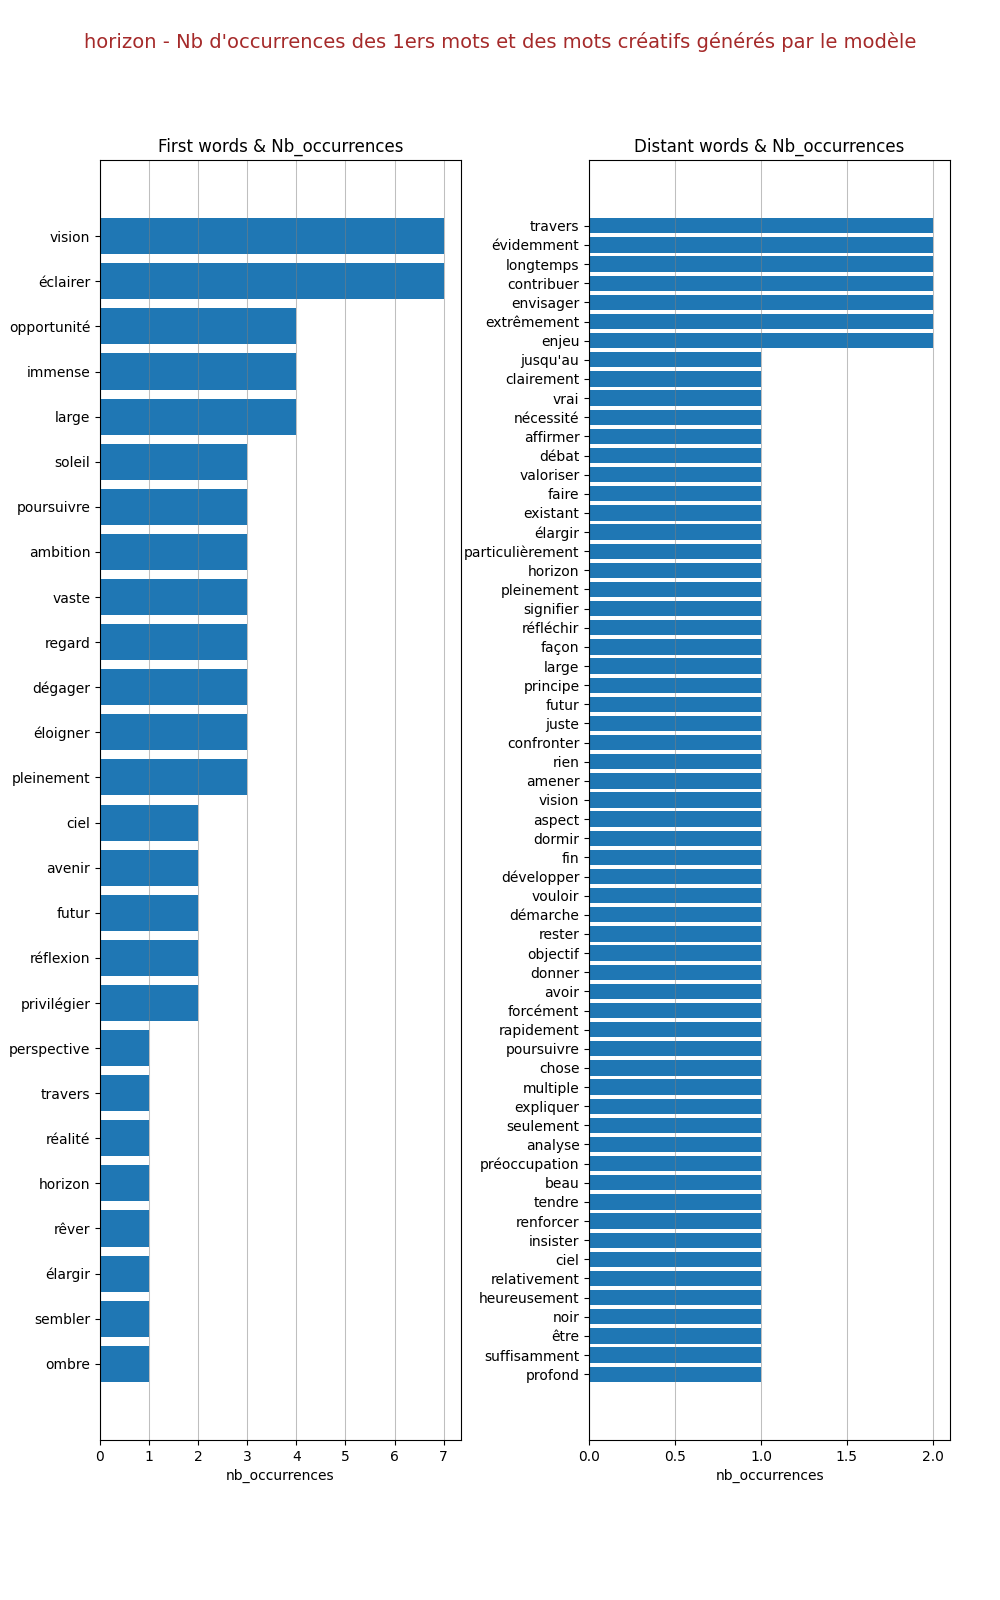 horizon - Nb d'occurrences des 1ers mots et des mots créatifs générés par le modèle
First words & Nb_occurrences
vision
éclairer
opportunité
immense
large
soleil
poursuivre
ambition
vaste
regard
dégager
éloigner
pleinement
ciel
avenir
futur
réflexion
privilégier
perspective
travers
réalité
horizon
rêver
élargir
sembler
ombre
0 1 2 3 4 5 6 7
nb_occurrences
Distant words & Nb_occurrences
travers
évidemment
longtemps
contribuer
envisager
extrêmement
enjeu
jusqu'au
clairement
vrai
nécessité
affirmer
débat
valoriser
faire
existant
élargir
particulièrement
horizon
pleinement
signifier
réfléchir
façon
large
principe
futur
juste
confronter
rien
amener
vision
aspect
dormir
fin
développer
vouloir
démarche
rester
objectif
donner
avoir
forcément
rapidement
poursuivre
chose
multiple
expliquer
seulement
analyse
préoccupation
beau
tendre
renforcer
insister
ciel
relativement
heureusement
noir
être
suffisamment
profond
0.0 0.5 1.0 1.5 2.0
nb_occurrences